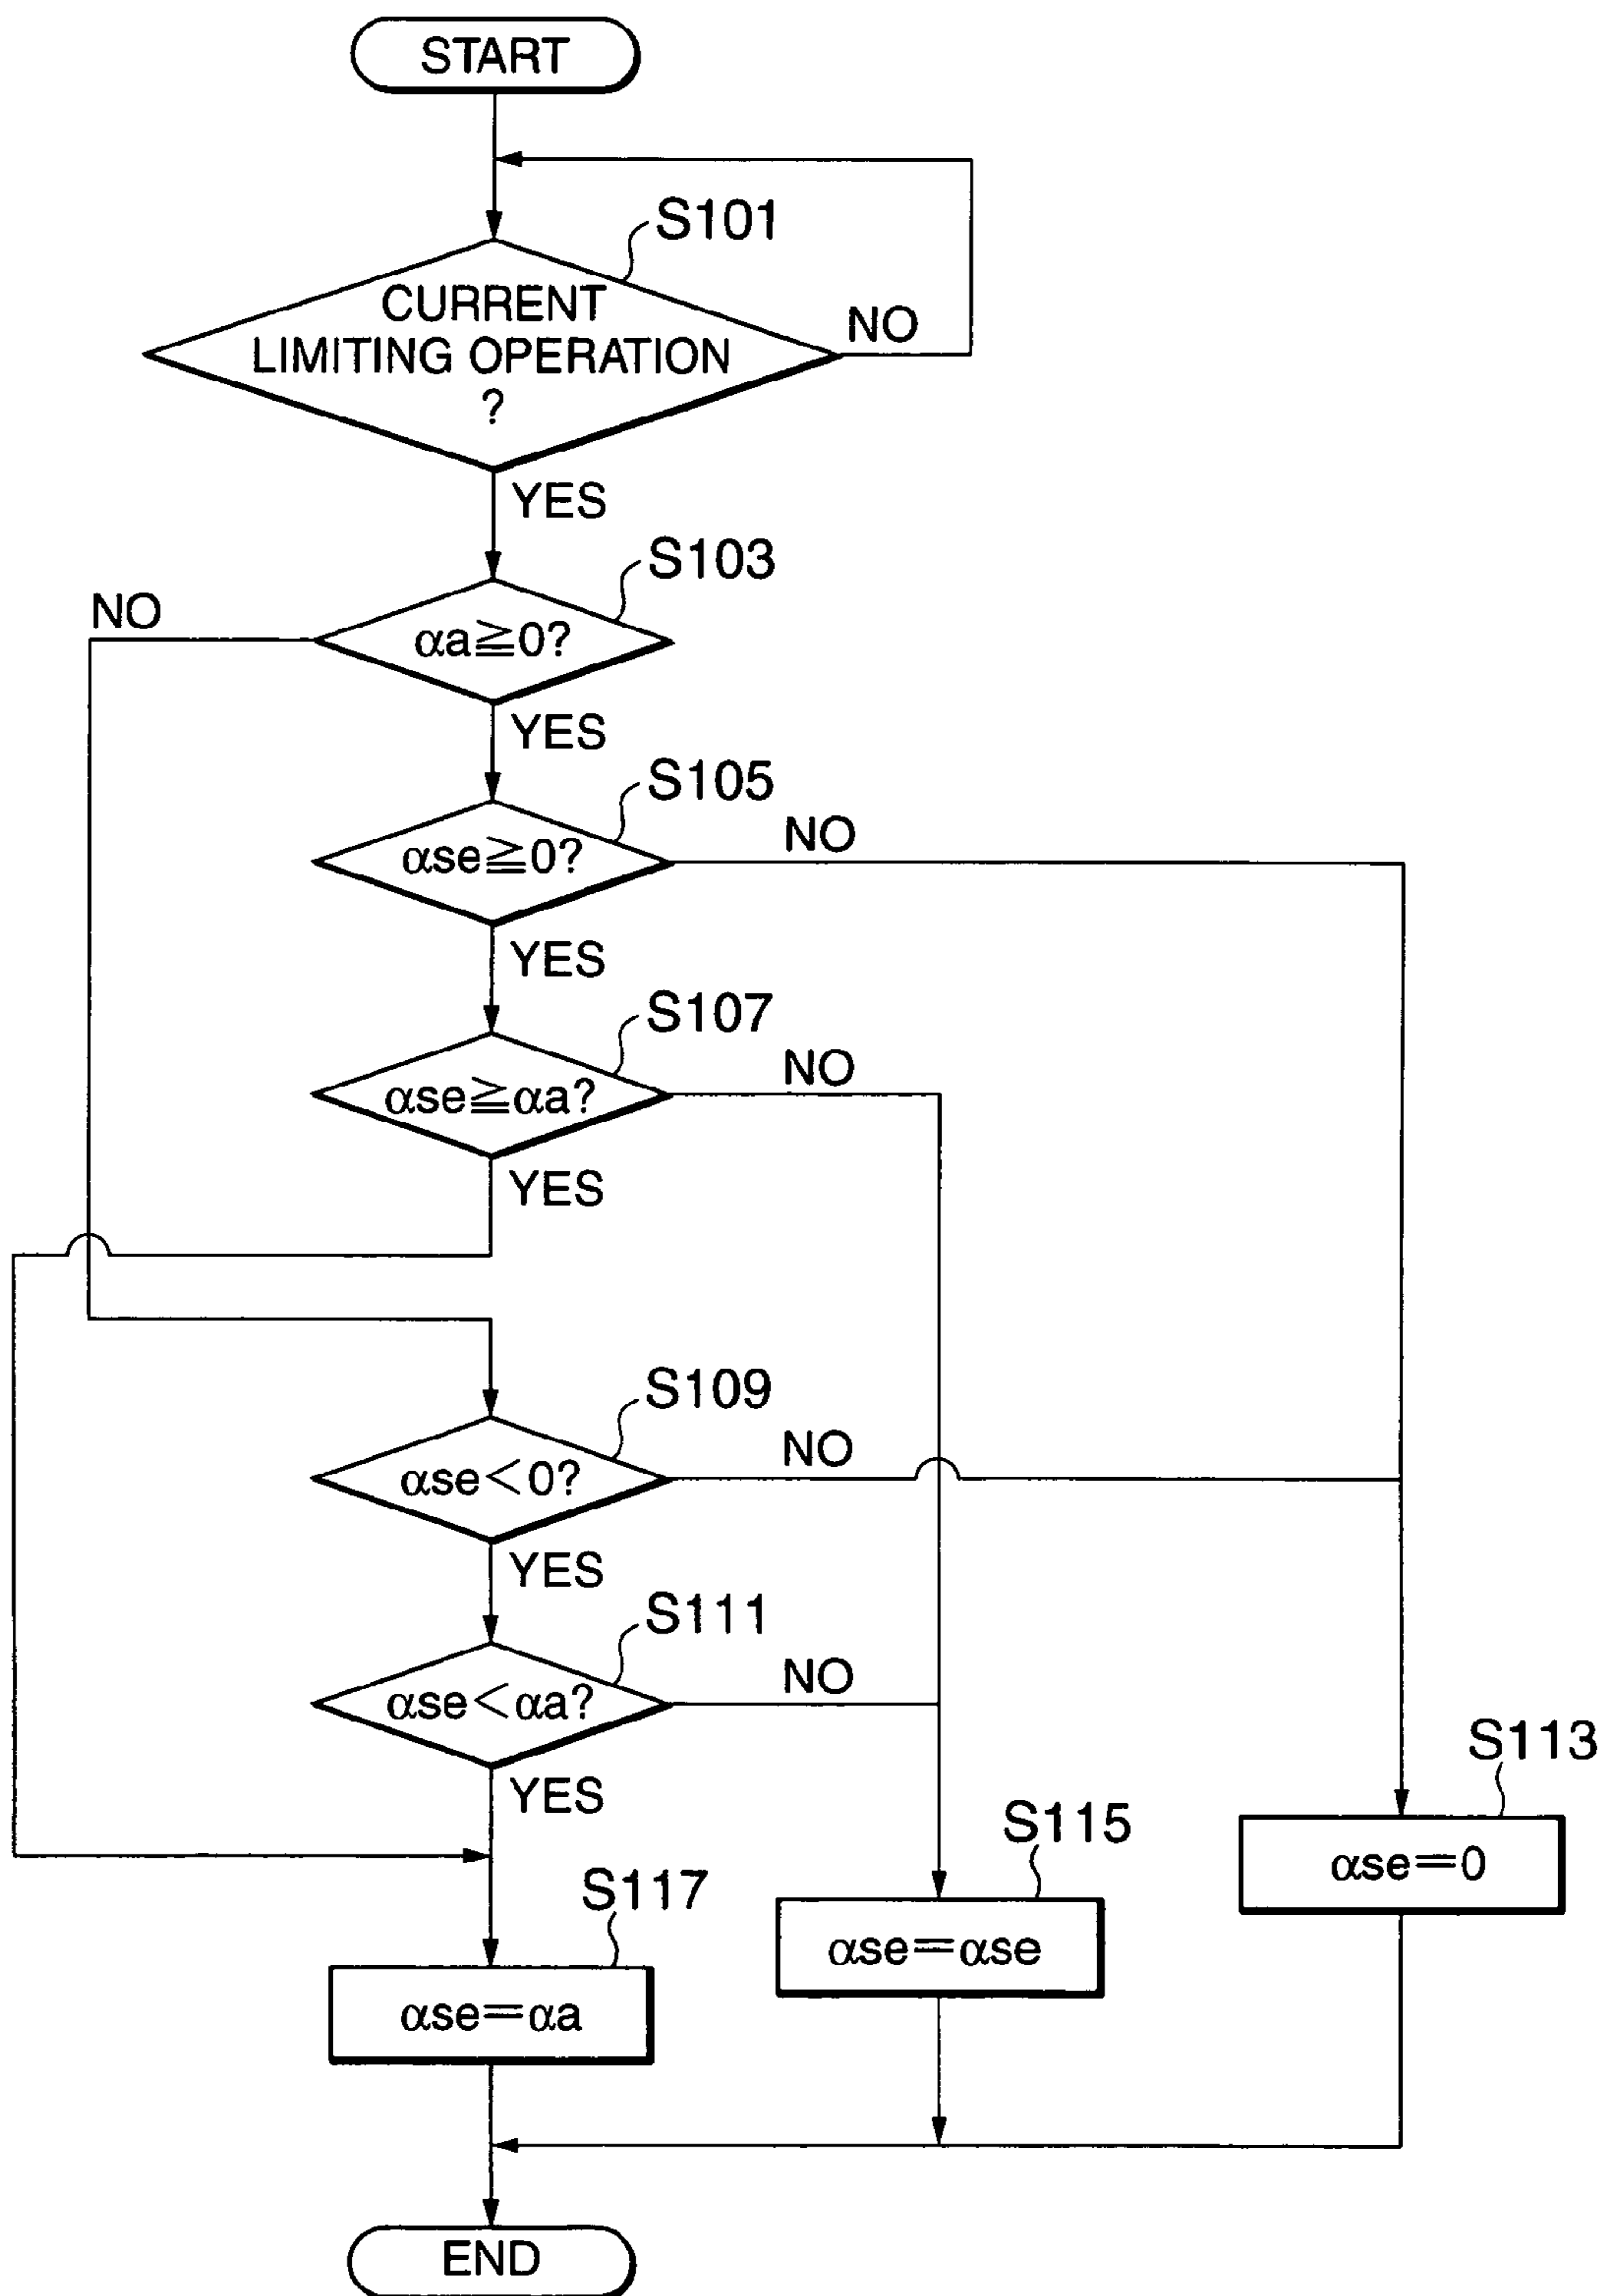 START
S101
CURRENT
LIMITING OPERATION
?
NO
YES
S103
NO
αa≧0?
YES
S105
NO
αse≧0?
YES
S107
NO
αse≧αa?
YES
S109
NO
αse<0?
YES
S111
NO
αse<αa?
YES
S113
αse=0
S115
αse=αse
S117
αse=αa
END